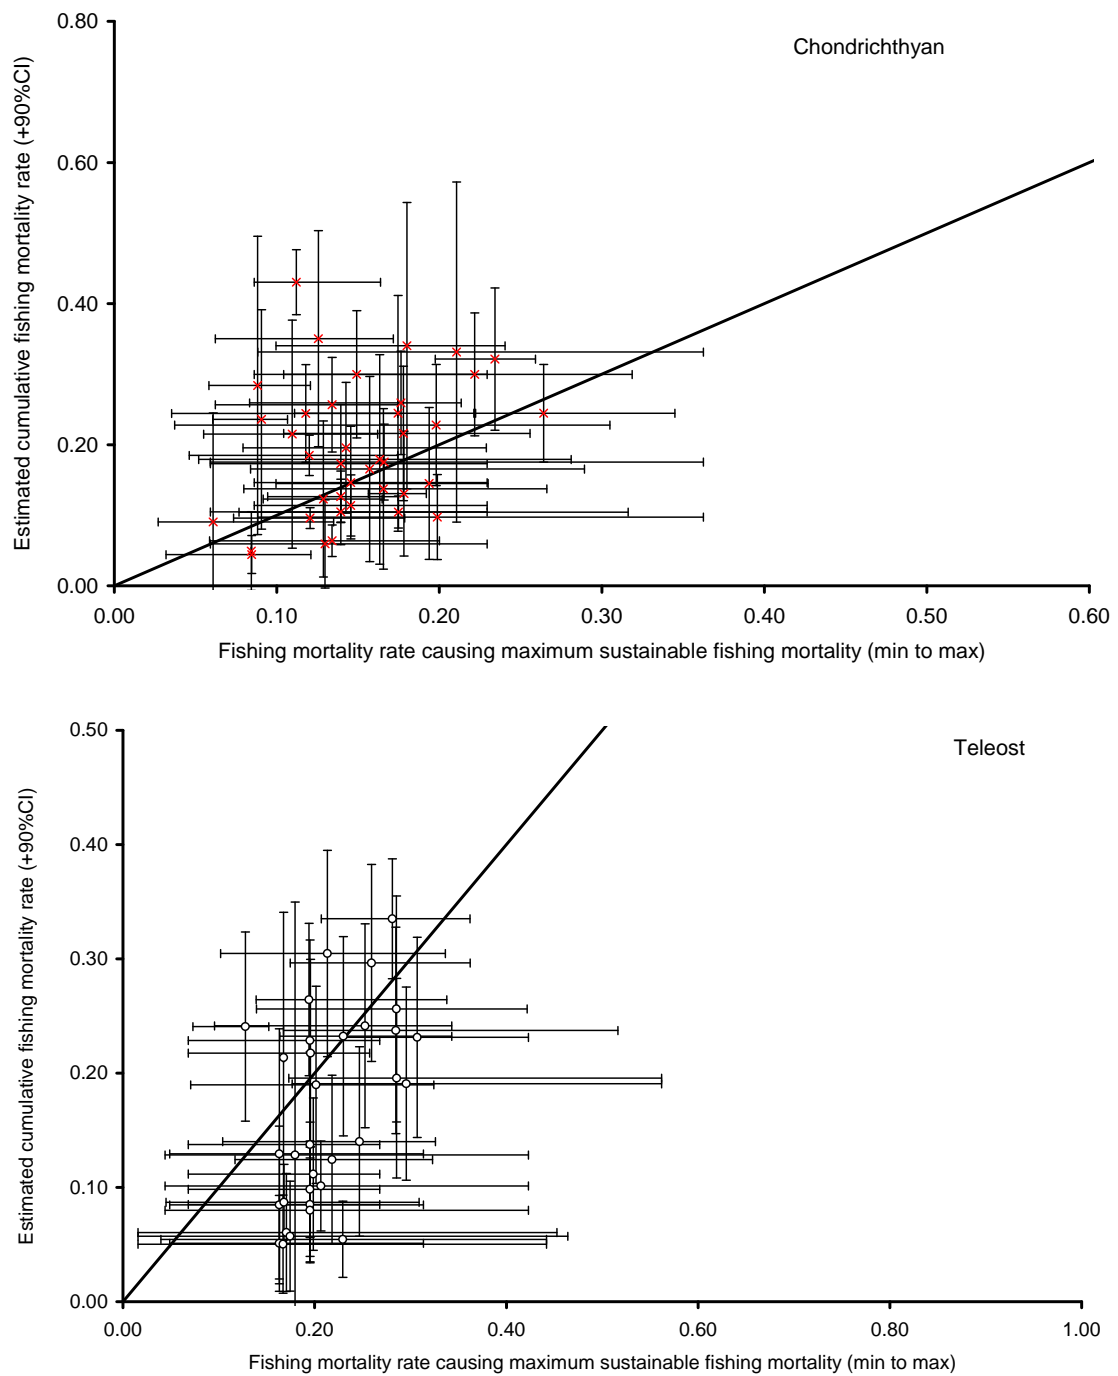 Chondrichthyan
Estimated cumulative fishing mortality rate (+90%CI)
0.80
0.60
0.40
0.20
0.00
0.00 0.10 0.20 0.30 0.40 0.50 0.60
Fishing mortality rate causing maximum sustainable fishing mortality (min to max)
Teleost
Estimated cumulative fishing mortality rate (+90%CI)
0.50
0.40
0.30
0.20
0.10
0.00
0.00 0.20 0.40 0.60 0.80 1.00
Fishing mortality rate causing maximum sustainable fishing mortality (min to max)